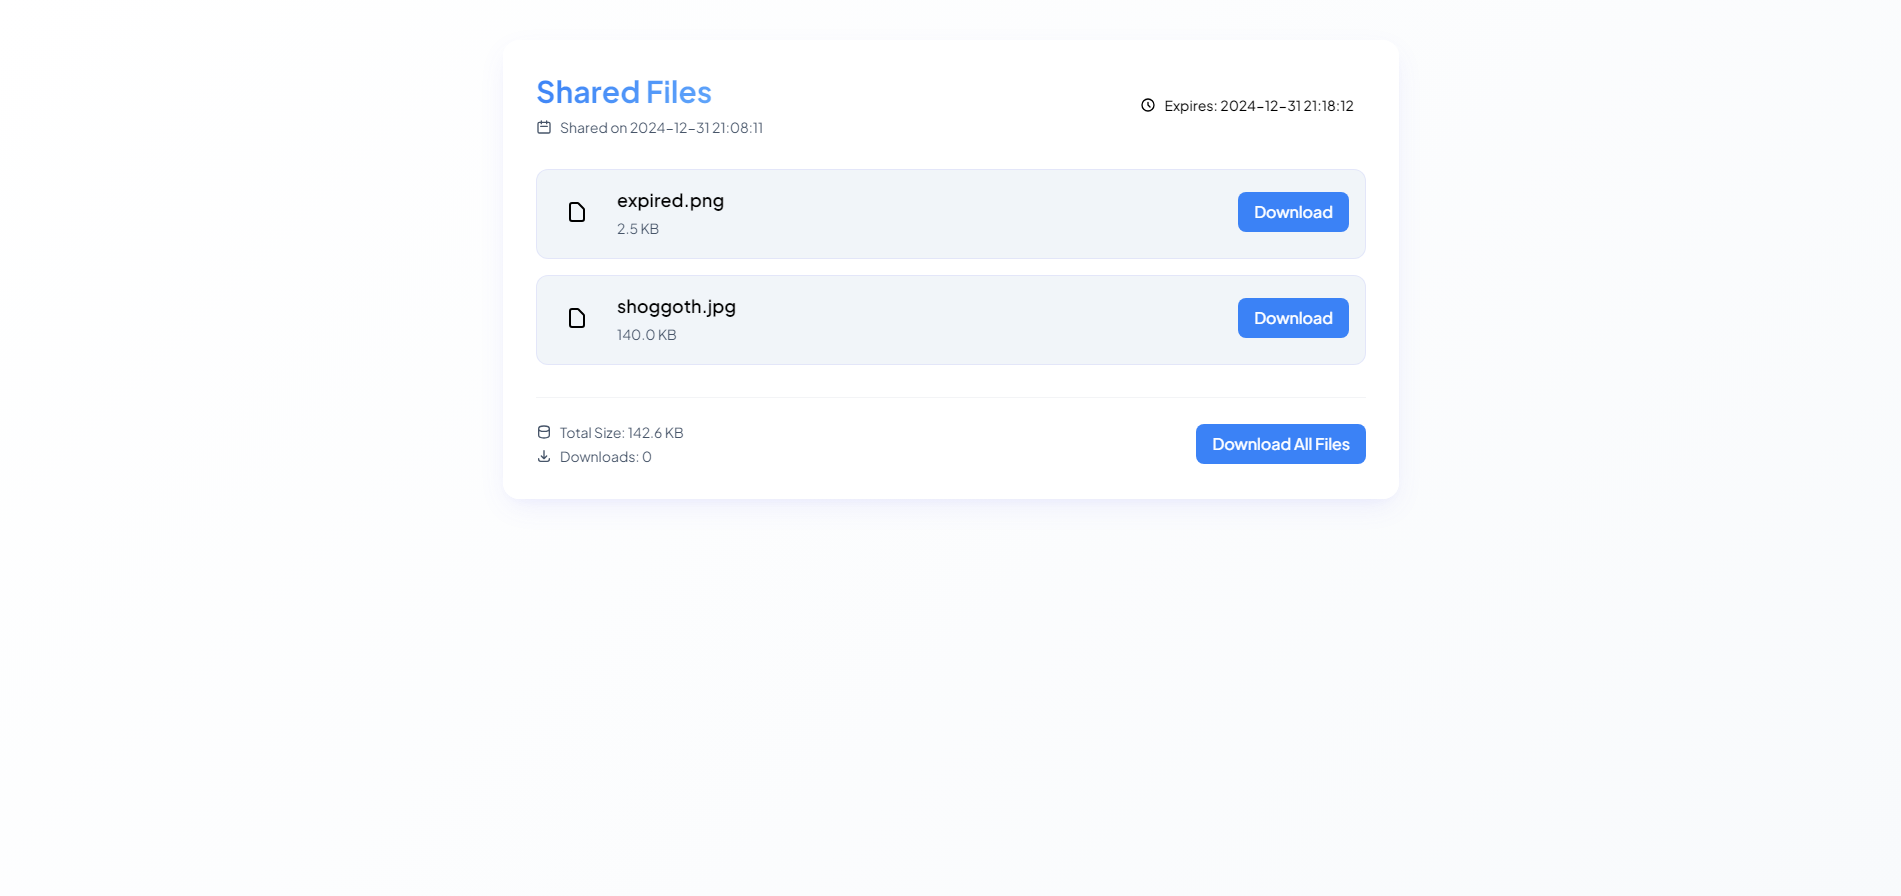 Shared Files
Shared on 2024-12-31 21:08:11
Expires: 2024-12-31 21:18:12
expired.png
2.5 KB
Download
shoggoth.jpg
140.0 KB
Download
Total Size: 142.6 KB
Downloads: 0
Download All Files